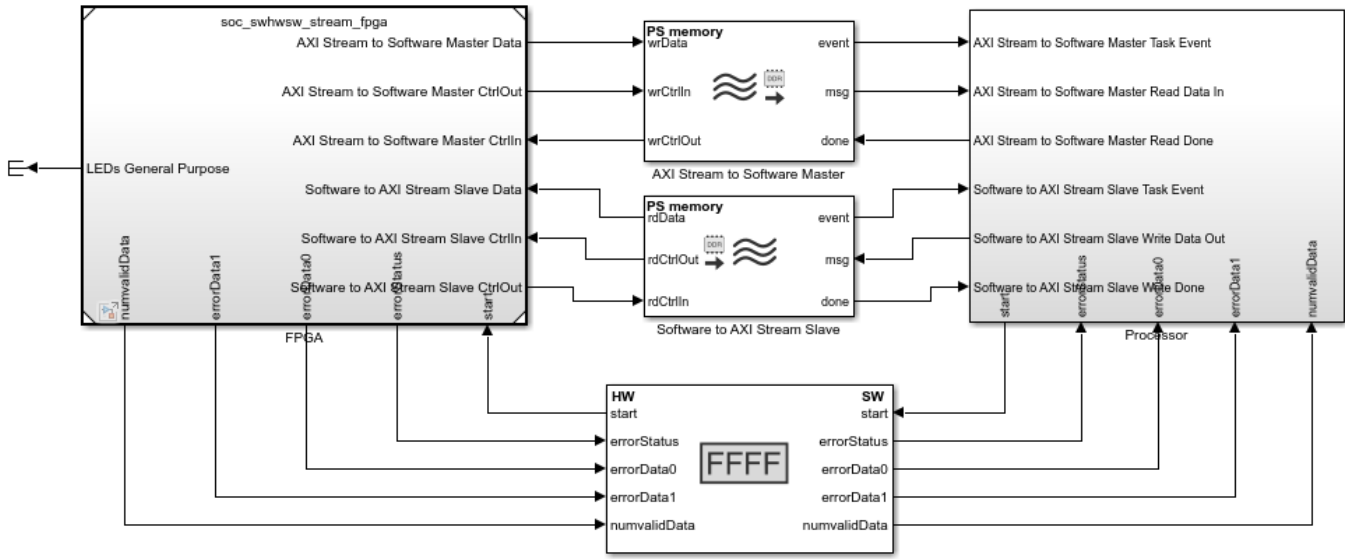 soc_swhwsw_stream_fpga
AXI Stream to Software Master Data
AXI Stream to Software Master CtrlOut
AXI Stream to Software Master CtrlIn
LEDs General Purpose
Software to AXI Stream Slave Data
Software to AXI Stream Slave CtrlIn
Software to AXI Stream Slave CtrlOut
numvalidData
errorData1
errorData0
errorStatus
start
FPGA
PS memory
wrData
event
wrCtrlIn
DDR
msg
wrCtrlOut
done
AXI Stream to Software Master
PS memory
rdData
event
rdCtrlOut
DDR
msg
rdCtrlIn
done
Software to AXI Stream Slave
AXI Stream to Software Master Task Event
AXI Stream to Software Master Read Data In
AXI Stream to Software Master Read Done
Software to AXI Stream Slave Task Event
Software to AXI Stream Slave Write Data Out
Software to AXI Stream Slave Write Done
start
errorStatus
errorData0
errorData1
numvalidData
Processor
HW
SW
start
start
errorStatus
errorStatus
FFFF
errorData0
errorData0
errorData1
errorData1
numvalidData
numvalidData